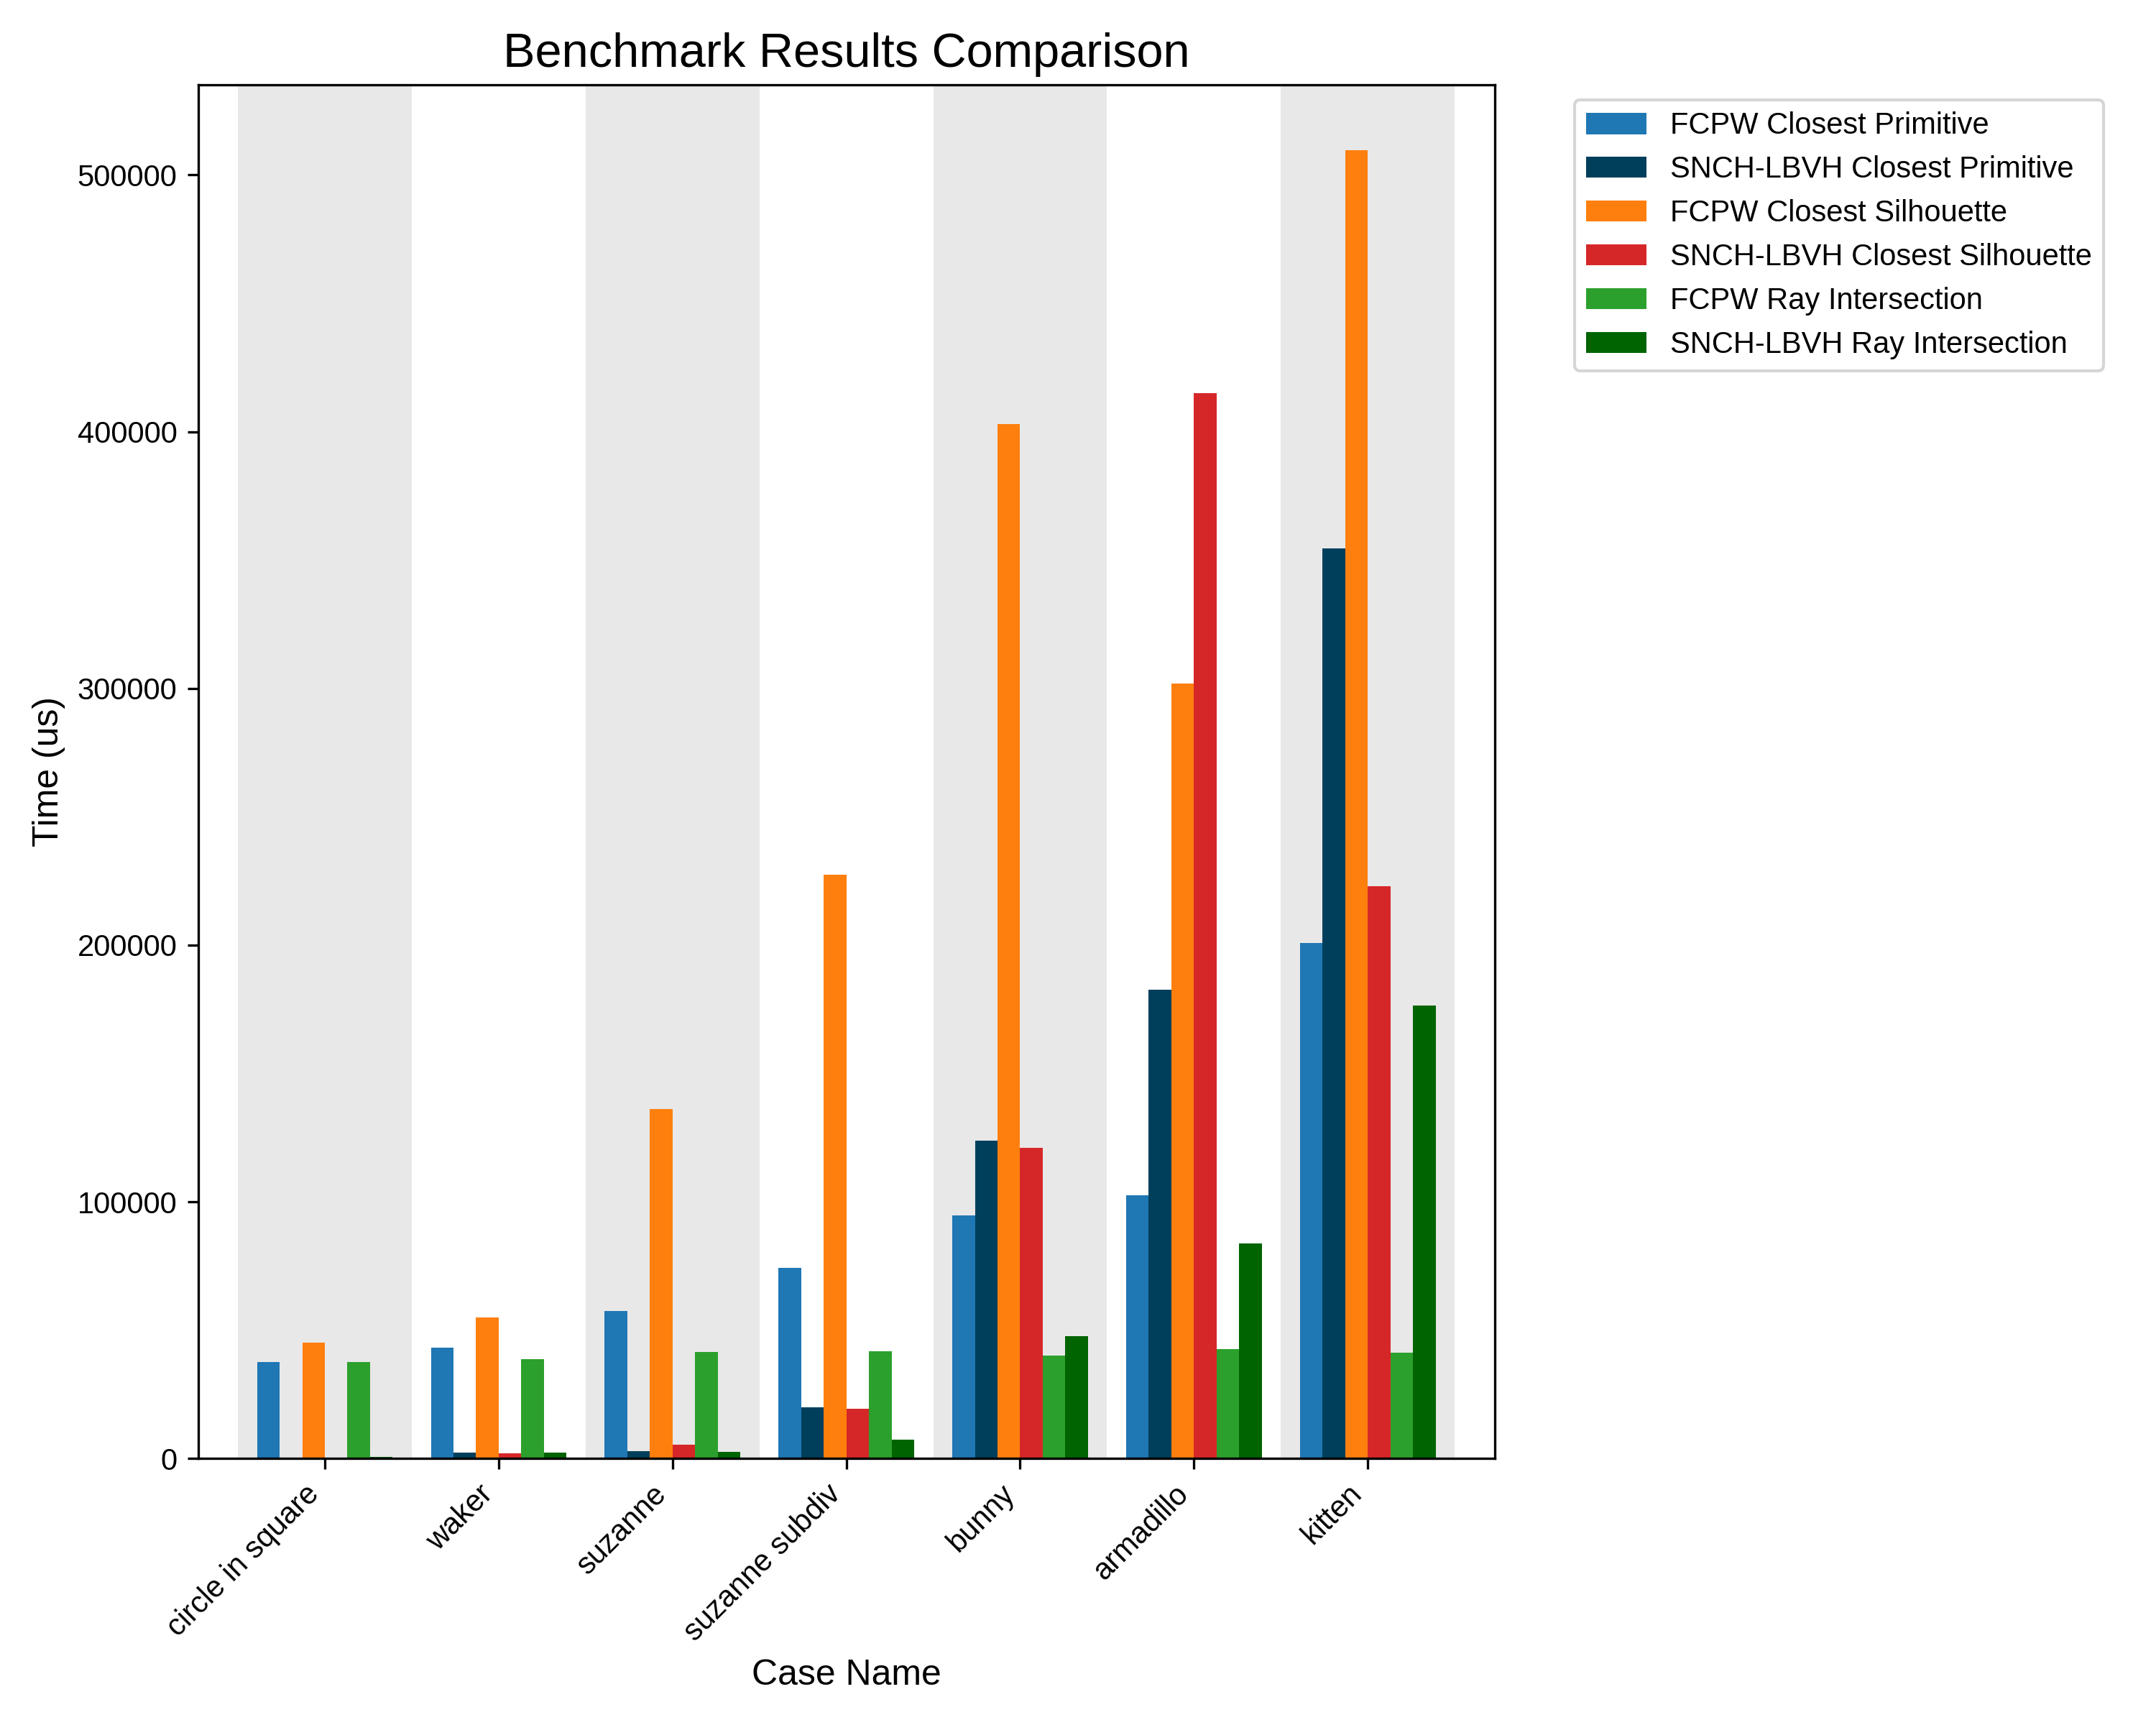 Benchmark Results Comparison
FCPW Closest Primitive
SNCH-LBVH Closest Primitive
FCPW Closest Silhouette
SNCH-LBVH Closest Silhouette
FCPW Ray Intersection
SNCH-LBVH Ray Intersection
Time (us)
500000
400000
300000
200000
100000
0
circle in square
waker
suzanne
suzanne subdiv
bunny
armadillo
kitten
Case Name